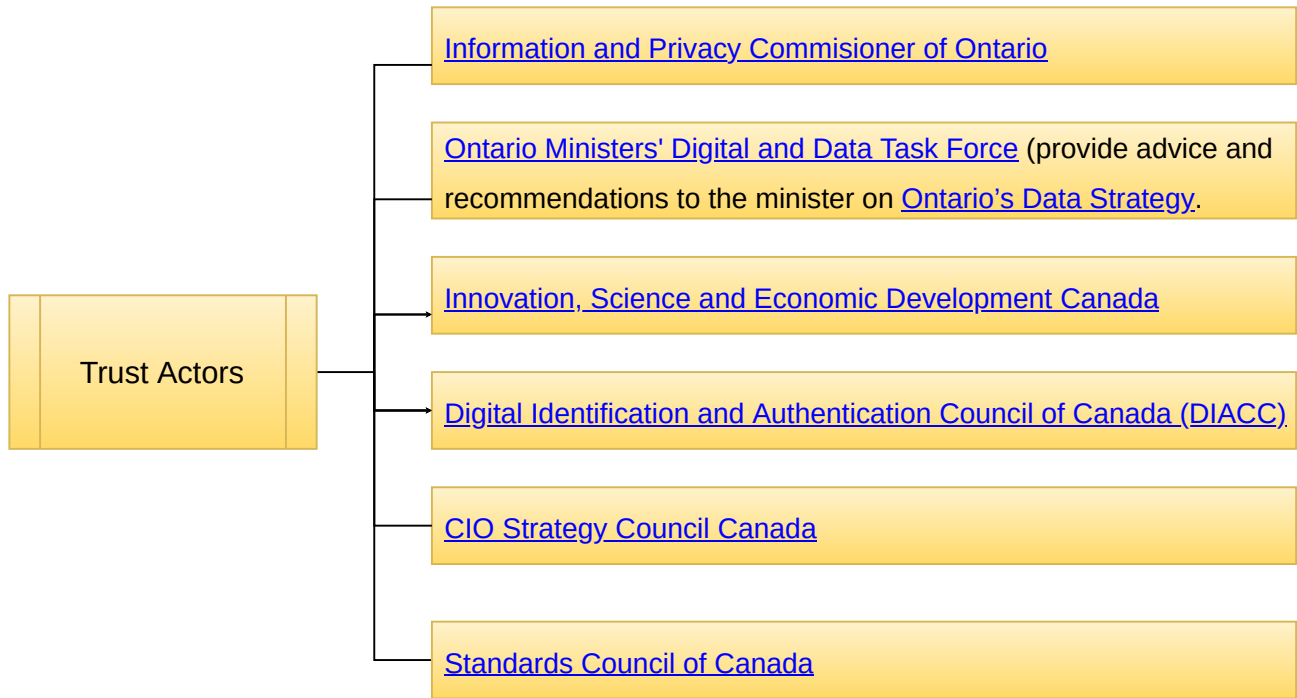 Information and Privacy Commisioner of Ontario
Ontario Ministers' Digital and Data Task Force (provide advice and
recommendations to the minister on Ontario’s Data Strategy.
Innovation, Science and Economic Development Canada
Trust Actors
Digital Identification and Authentication Council of Canada (DIACC)
CIO Strategy Council Canada
Standards Council of Canada